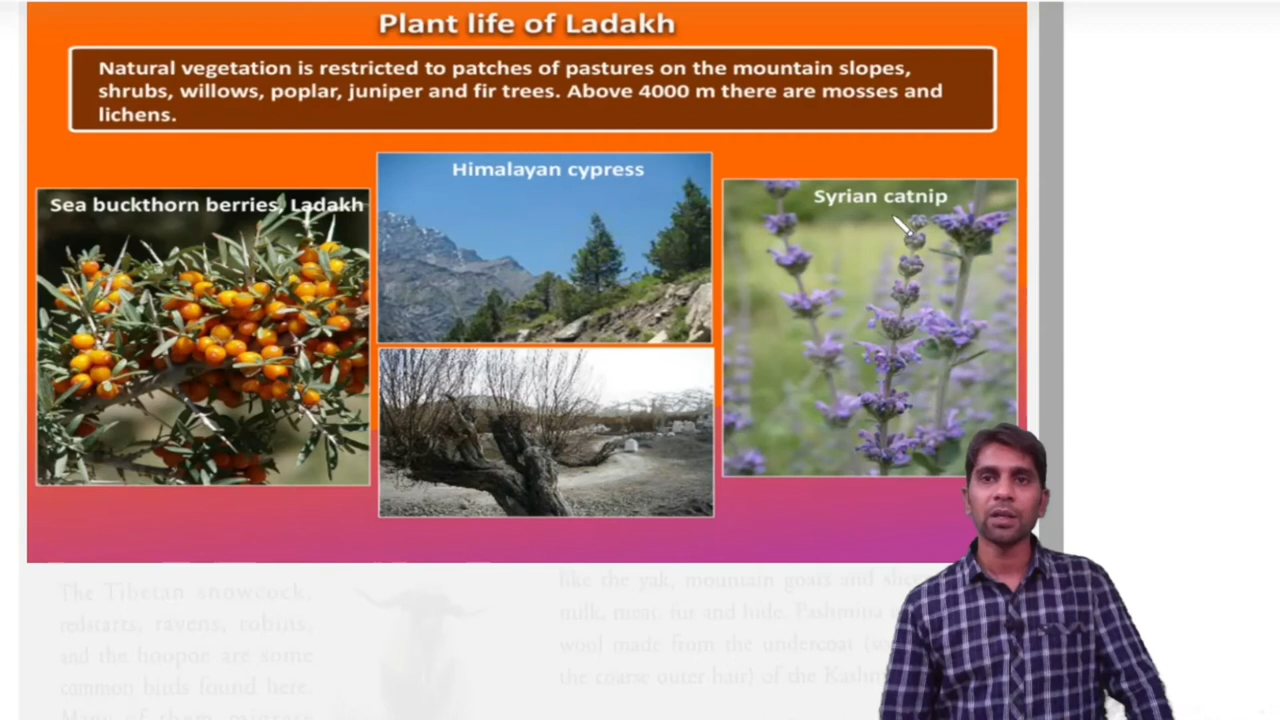 Plant life of Ladakh
Natural vegetation is restricted to patches of pastures on the mountain slopes,
shrubs, willows, poplar, juniper and fir trees. Above 4000 m there are mosses and
lichens.
Himalayan cypress
Sea buckthorn berries, Ladakh
Syrian catnip
The Tibetan snowcock,
redstarts, ravens, robins,
and the hoopoe are some
common birds found here.
Many of them migrate
like the yak, mountain goats and
milk, meat, fur and hide. Pashmina
wool made from the undercoat
the coarse outer hair) of the